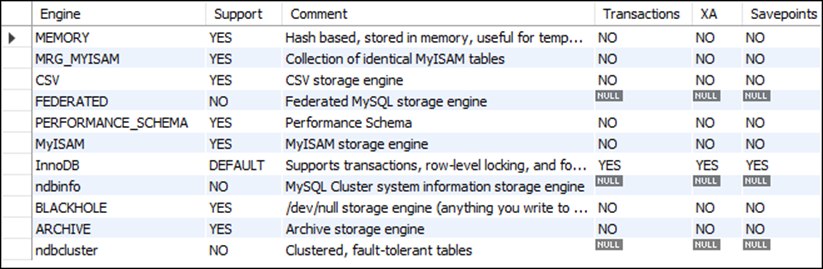 Engine Support Comment Transactions XA Savepoints
MEMORY YES Hash based, stored in memory, useful for temp... NO NO NO
MRG_MYISAM YES Collection of identical MyISAM tables NO NO NO
CSV YES CSV storage engine NO NO NO
FEDERATED NO Federated MySQL storage engine NULL NULL NULL
PERFORMANCE_SCHEMA YES Performance Schema NO NO NO
MyISAM YES MyISAM storage engine NO NO NO
InnoDB DEFAULT Supports transactions, row-level locking, and fo... YES YES YES
ndbinfo NO MySQL Cluster system information storage engine NULL NULL NULL
BLACKHOLE YES /dev/null storage engine (anything you write to ... NO NO NO
ARCHIVE YES Archive storage engine NO NO NO
ndbcluster NO Clustered, fault-tolerant tables NULL NULL NULL